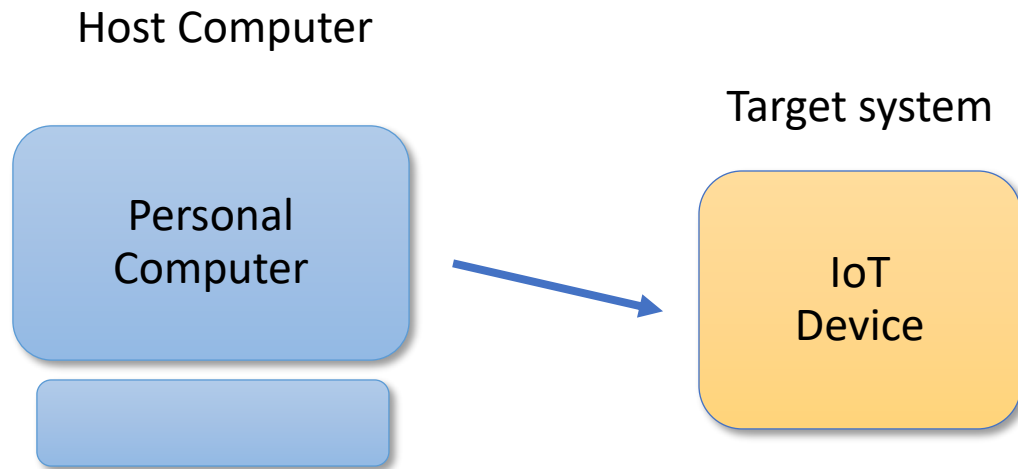 Host Computer
Target system
Personal
Computer
IoT
Device